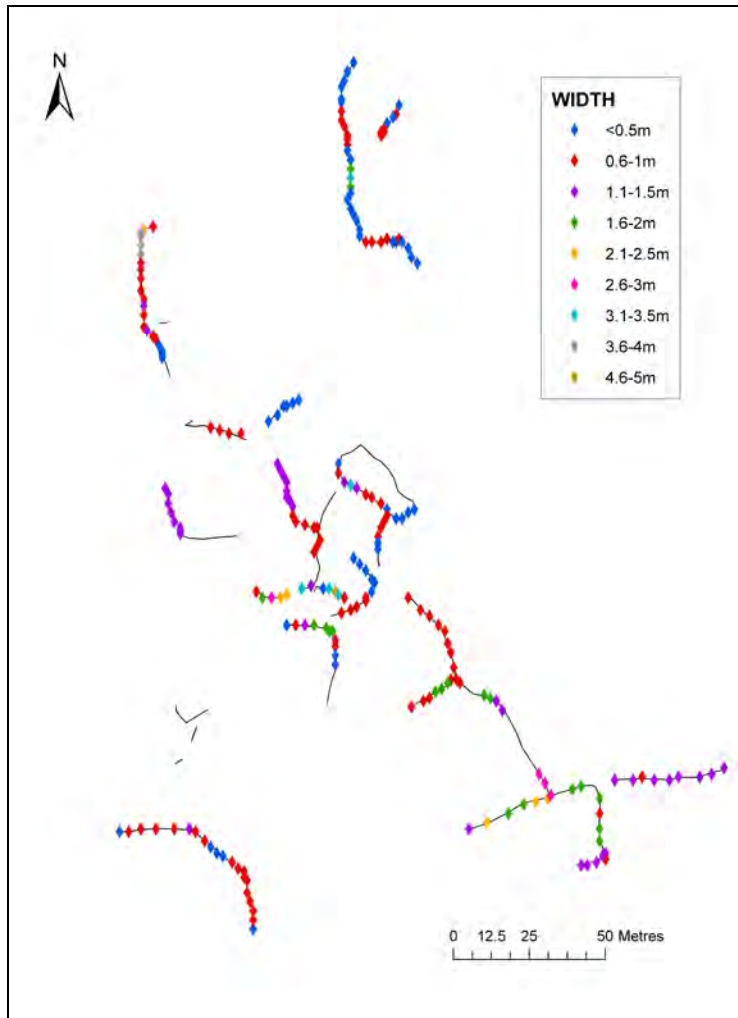 N
WIDTH
<0.5m
0.6-1m
1.1-1.5m
1.6-2m
2.1-2.5m
2.6-3m
3.1-3.5m
3.6-4m
4.6-5m
0 12.5 25 50 Metres